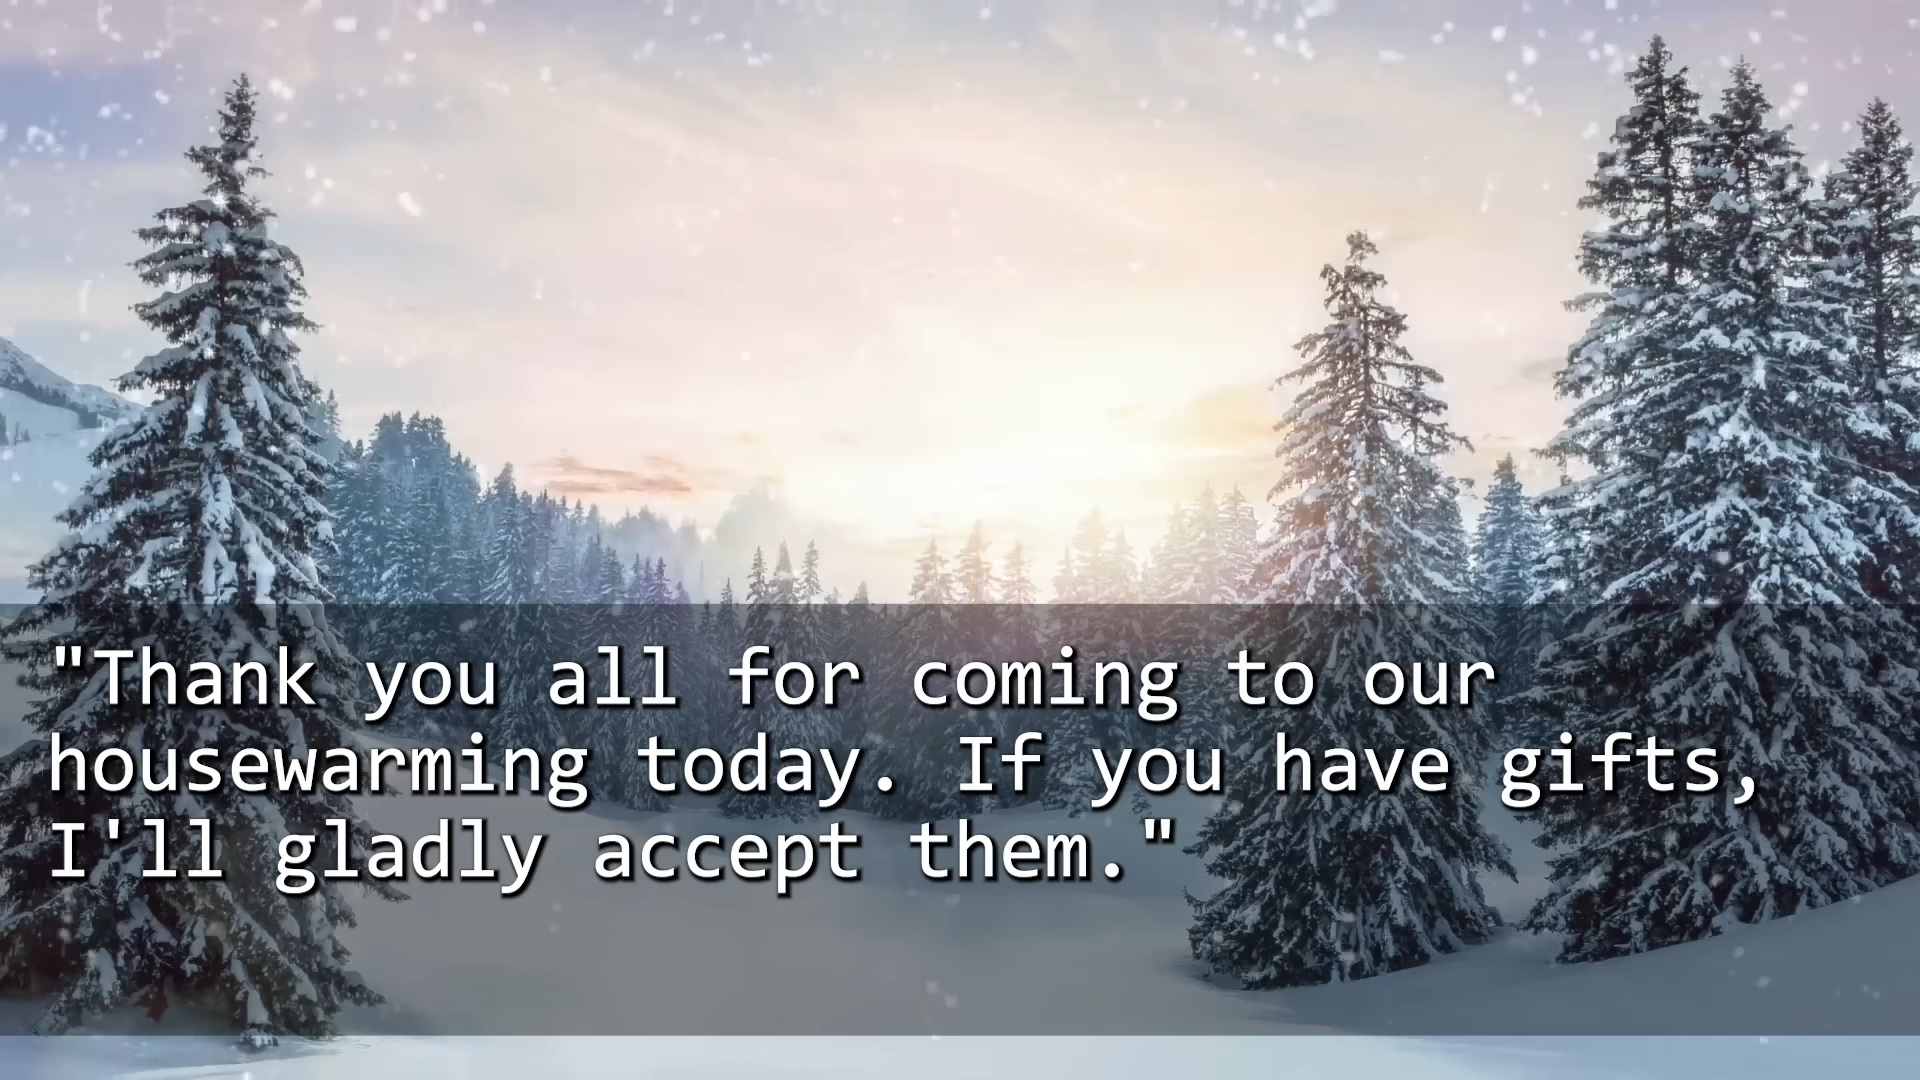 "Thank you all for coming to our
housewarming today. If you have gifts,
I'll gladly accept them."